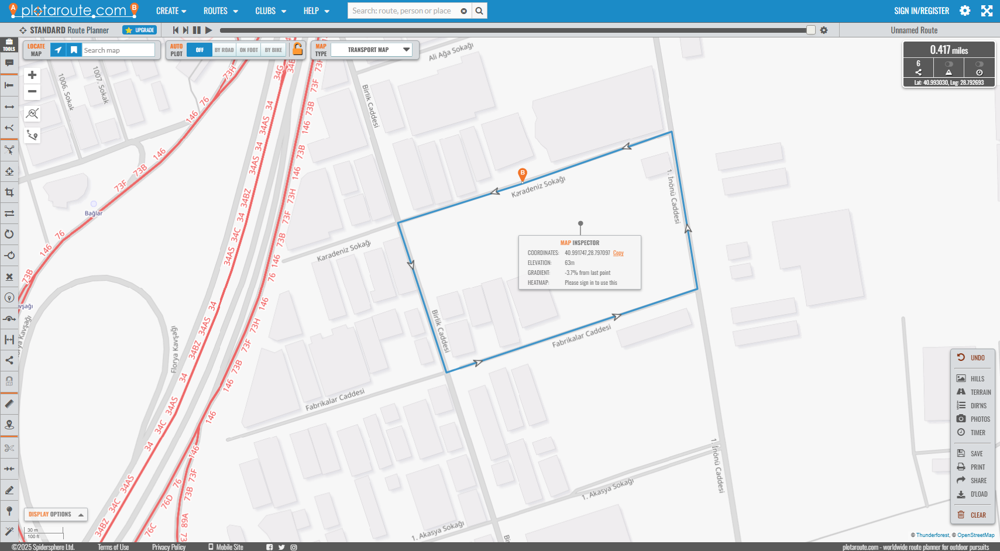 A plotaroute.com B
CREATE
ROUTES
CLUBS
HELP
Search: route, person or place
SIGN IN/REGISTER
STANDARD Route Planner
UPGRADE
Unnamed Route
TOOLS
LOCATE MAP
Search map
AUTO PLOT
OFF
BY ROAD
ON FOOT
BY BIKE
MAP TYPE
TRANSPORT MAP
0.417 miles
6
Lat: 40.993030, Lng: 28.792693
Ali Ağa Sokağı
1006. Sokak
1007. Sokak
Birlik Caddesi
73H
34G
73F
76
34
73B
146
34AS
146
73B
34
146
73B
34AS
146
73F
34BZ
73H
Bağlar
34
73F
76
34C
73B
146
34AS
146
73B
76
Karadeniz Sokağı
B
1. İnönü Caddesi
Karadeniz Sokağı
MAP INSPECTOR
COORDINATES: 40.991747,28.797097 Copy
ELEVATION: 63m
GRADIENT: -3.7% from last point
HEATMAP: Please sign in to use this
34
146
34AS
73H
34BZ
73F
34
73B
34AS
146
34C
146
34
146
34AS
73F
76
73B
34C
76D
34BZ
76C
89A
73
Florya Kavşağı
Birlik Caddesi
Fabrikalar Caddesi
Fabrikalar Caddesi
1. İnönü Caddesi
1. Akasya Sokağı
1. Akasya Sokağı
UNDO
HILLS
TERRAIN
DIR'NS
PHOTOS
TIMER
SAVE
PRINT
SHARE
D'LOAD
CLEAR
DISPLAY OPTIONS
30 m
100 ft
© Thunderforest, © OpenStreetMap
©2025 Spidersphere Ltd.
Terms of Use
Privacy Policy
Mobile Site
plotaroute.com - worldwide route planner for outdoor pursuits